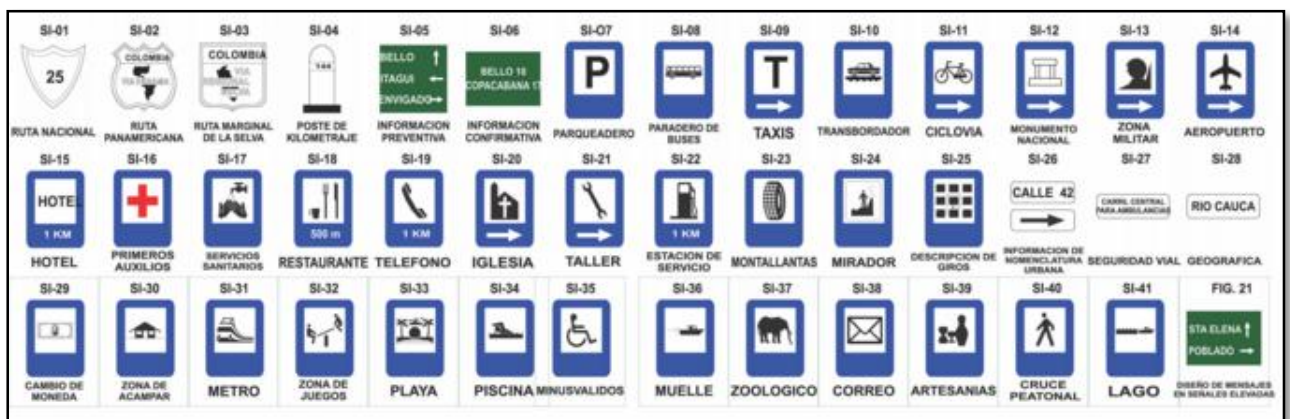 SI-01 SI-02 SI-03 SI-04 SI-05 SI-06 SI-O7 SI-08 SI-09 SI-10 SI-11 SI-12 SI-13 SI-14
25
COLOMBIA
COLOMBIA
VIA
144
BELLO
ITAGUI
ENVIGADO
BELLO 10
COPACABANA 17
P
T
RUTA NACIONAL
RUTA
PANAMERICANA
RUTA MARGINAL
DE LA SELVA
POSTE DE
KILOMETRAJE
INFORMACION
PREVENTIVA
INFORMACION
CONFIRMATIVA
PARQUEADERO
PARADERO DE
BUSES
TAXIS
TRANSBORDADOR
CICLOVIA
MONUMENTO
NACIONAL
ZONA
MILITAR
AEROPUERTO
SI-15 SI-16 SI-17 SI-18 SI-19 SI-20 SI-21 SI-22 SI-23 SI-24 SI-25 SI-26 SI-27 SI-28
HOTEL
1 KM
500 m
1 KM
1 KM
CALLE 42
CARRIL CENTRAL
PARA AMBULANCIAS
RIO CAUCA
HOTEL
PRIMEROS
AUXILIOS
SERVICIOS
SANITARIOS
RESTAURANTE
TELEFONO
IGLESIA
TALLER
ESTACION DE
SERVICIO
MONTALLANTAS
MIRADOR
DESCRIPCION DE
GIROS
INFORMACION DE
NOMENCLATURA
URBANA
SEGURIDAD VIAL
GEOGRAFICA
SI-29 SI-30 SI-31 SI-32 SI-33 SI-34 SI-35 SI-36 SI-37 SI-38 SI-39 SI-40 SI-41 FIG. 21
STA ELENA
POBLADO
CAMBIO DE
MONEDA
ZONA DE
ACAMPAR
METRO
ZONA DE
JUEGOS
PLAYA
PISCINA
MINUSVALIDOS
MUELLE
ZOOLOGICO
CORREO
ARTESANIAS
CRUCE
PEATONAL
LAGO
DISEÑO DE MENSAJES
EN SEÑALES ELEVADAS